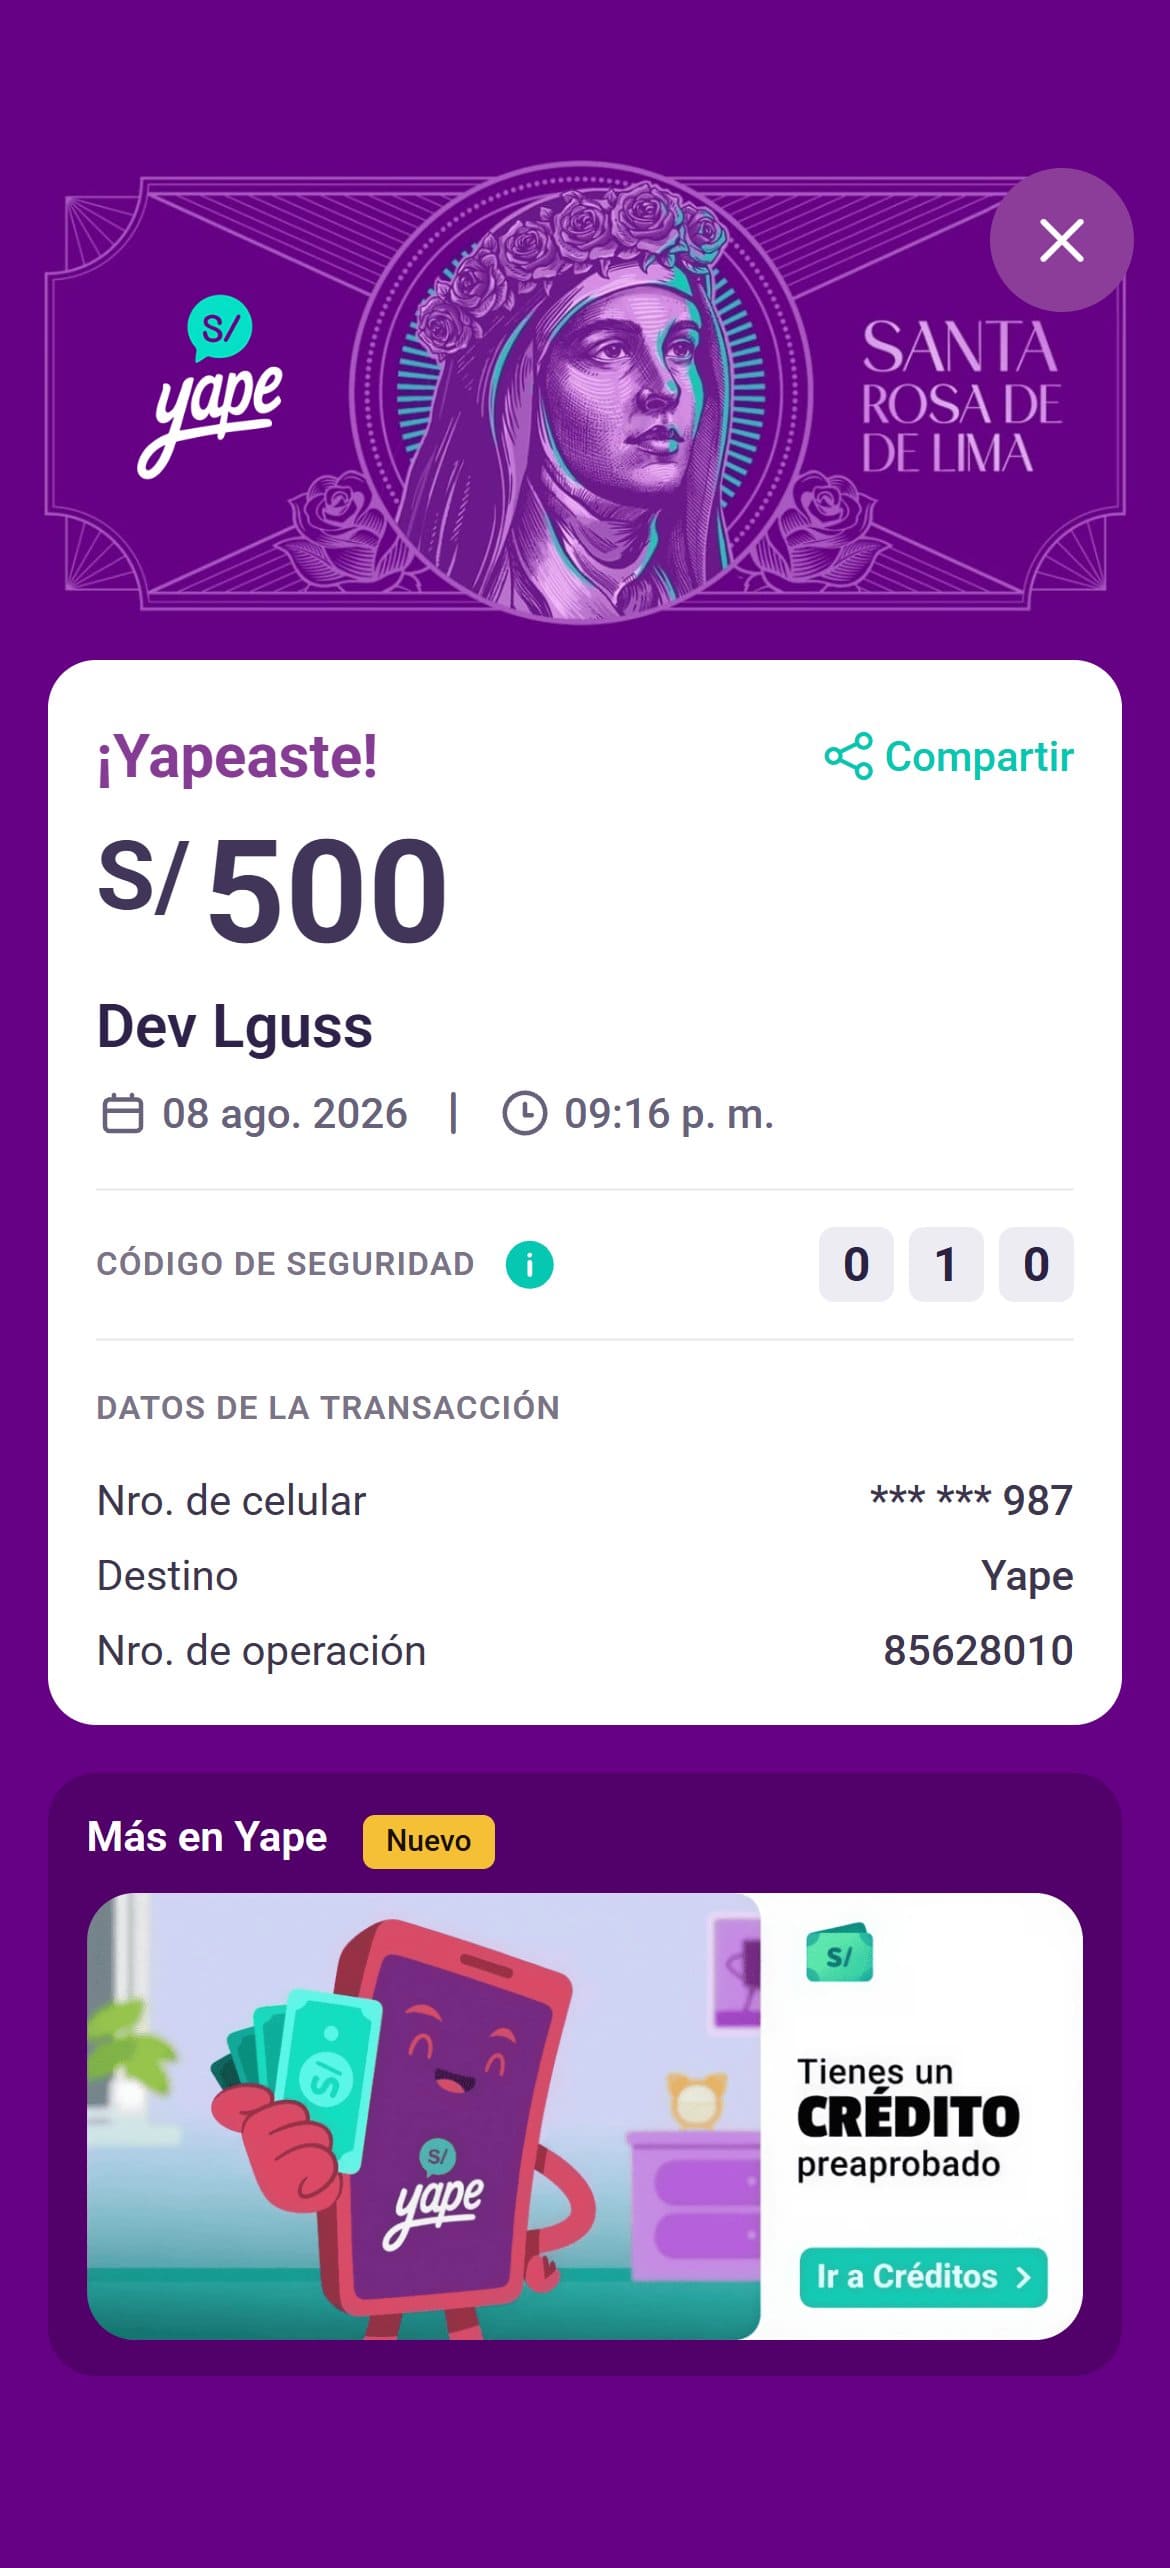 S/
yape
SANTA
ROSA DE
DE LIMA
¡Yapeaste!
Compartir
S/ 500
Dev Lguss
08 ago. 2026 | 09:16 p. m.
CÓDIGO DE SEGURIDAD i 0 1 0
DATOS DE LA TRANSACCIÓN
Nro. de celular *** *** 987
Destino Yape
Nro. de operación 85628010
Más en Yape Nuevo
S/
S/
yape
S/
Tienes un
CRÉDITO
preaprobado
Ir a Créditos